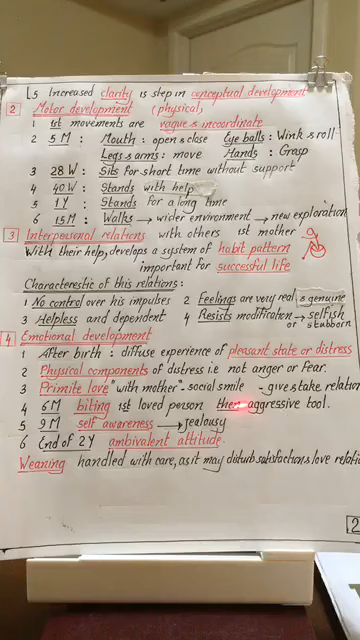 L5 Increased clarity is step in conceptual development
2 Motor development (physical)
1 1st movements are vague & incoordinate
2 5 M: Mouth: open & close Eye balls: Wink & roll
Legs & arms: move Hands: Grasp
3 28 W: Sits for short time without support
4 40 W: Stands with help
5 1 Y: Stands for a long time
6 15 M: Walks → wider environment → new exploration
3 Interpersonal relations with others 1st mother
With their help, develops a system of habit pattern
important for successful life
Characteristic of this relations:
1 No control over his impulses 2 Feelings are very real & genuine
3 Helpless and dependent 4 Resists modification → selfish
or stubborn
4 Emotional development
1 After birth: diffuse experience of pleasant state or distress
2 Physical components of distress i.e not anger or fear.
3 Primite love "with mother" - social smile - give & take relation
4 6M biting 1st loved person then aggressive tool.
5 9M self awareness → Jealousy
6 End of 2Y ambivalent attitude.
Weaning handled with care, as it may disturb satisfaction & love relati
2